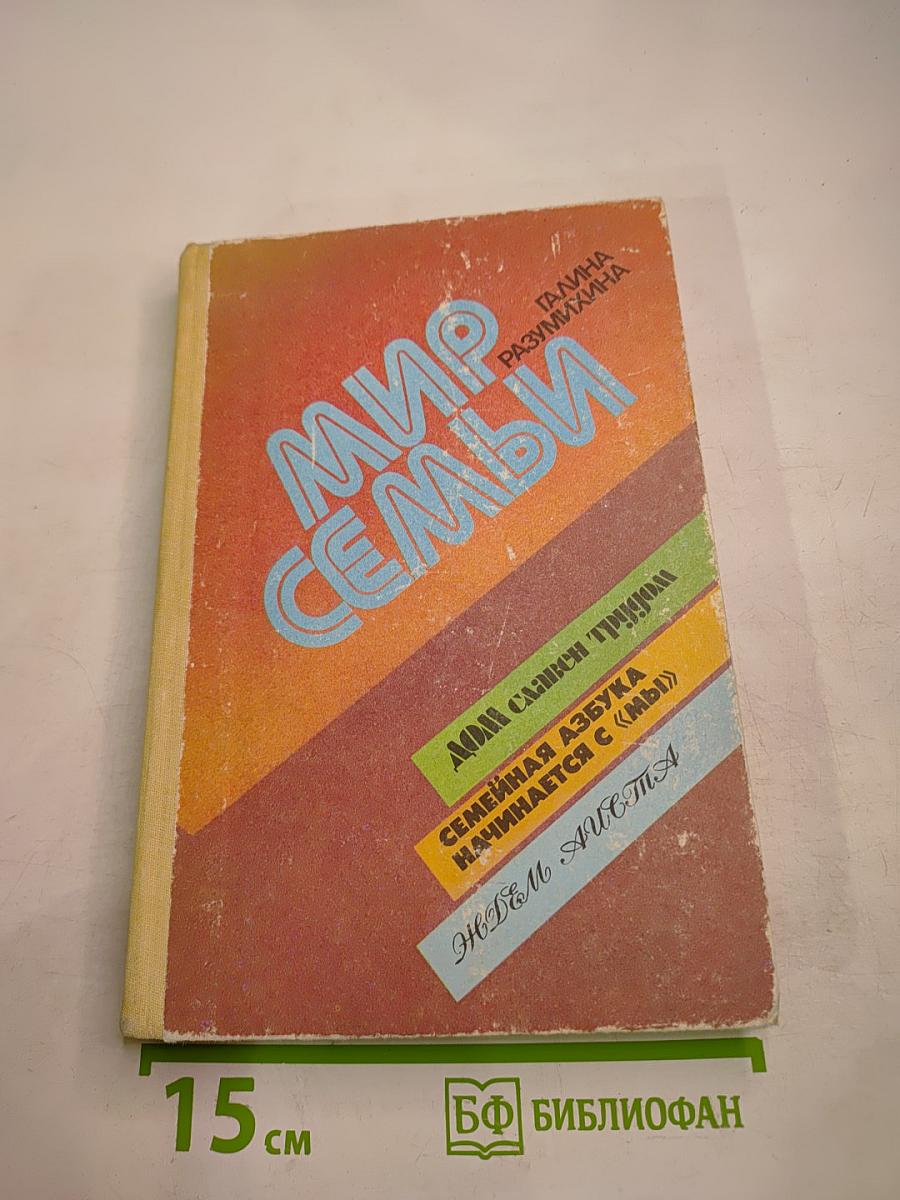 ГАЛИНА
РАЗУМИХИНА
МИР
СЕМЬИ
ДОМ славен трудом
СЕМЕЙНАЯ АЗБУКА
НАЧИНАЕТСЯ С «МЫ»
ЖДЕМ АИСТА
15 см
БФ БИБЛИОФАН